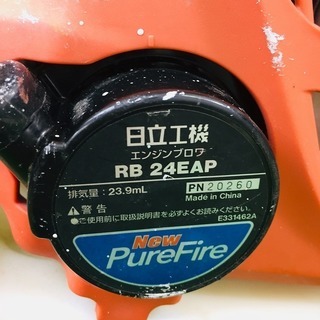 日立工機
エンジンブロワ
RB 24EAP
排気量：23.9mL
PN20260
Made in China
⚠警告
●ご使用前に取扱説明書を必ずよくお読みください。
E331462A
New
PureFire